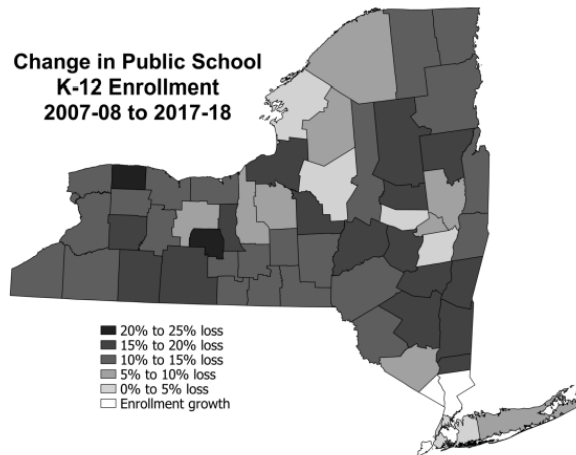 Change in Public School
K-12 Enrollment
2007-08 to 2017-18
20% to 25% loss
15% to 20% loss
10% to 15% loss
5% to 10% loss
0% to 5% loss
Enrollment growth